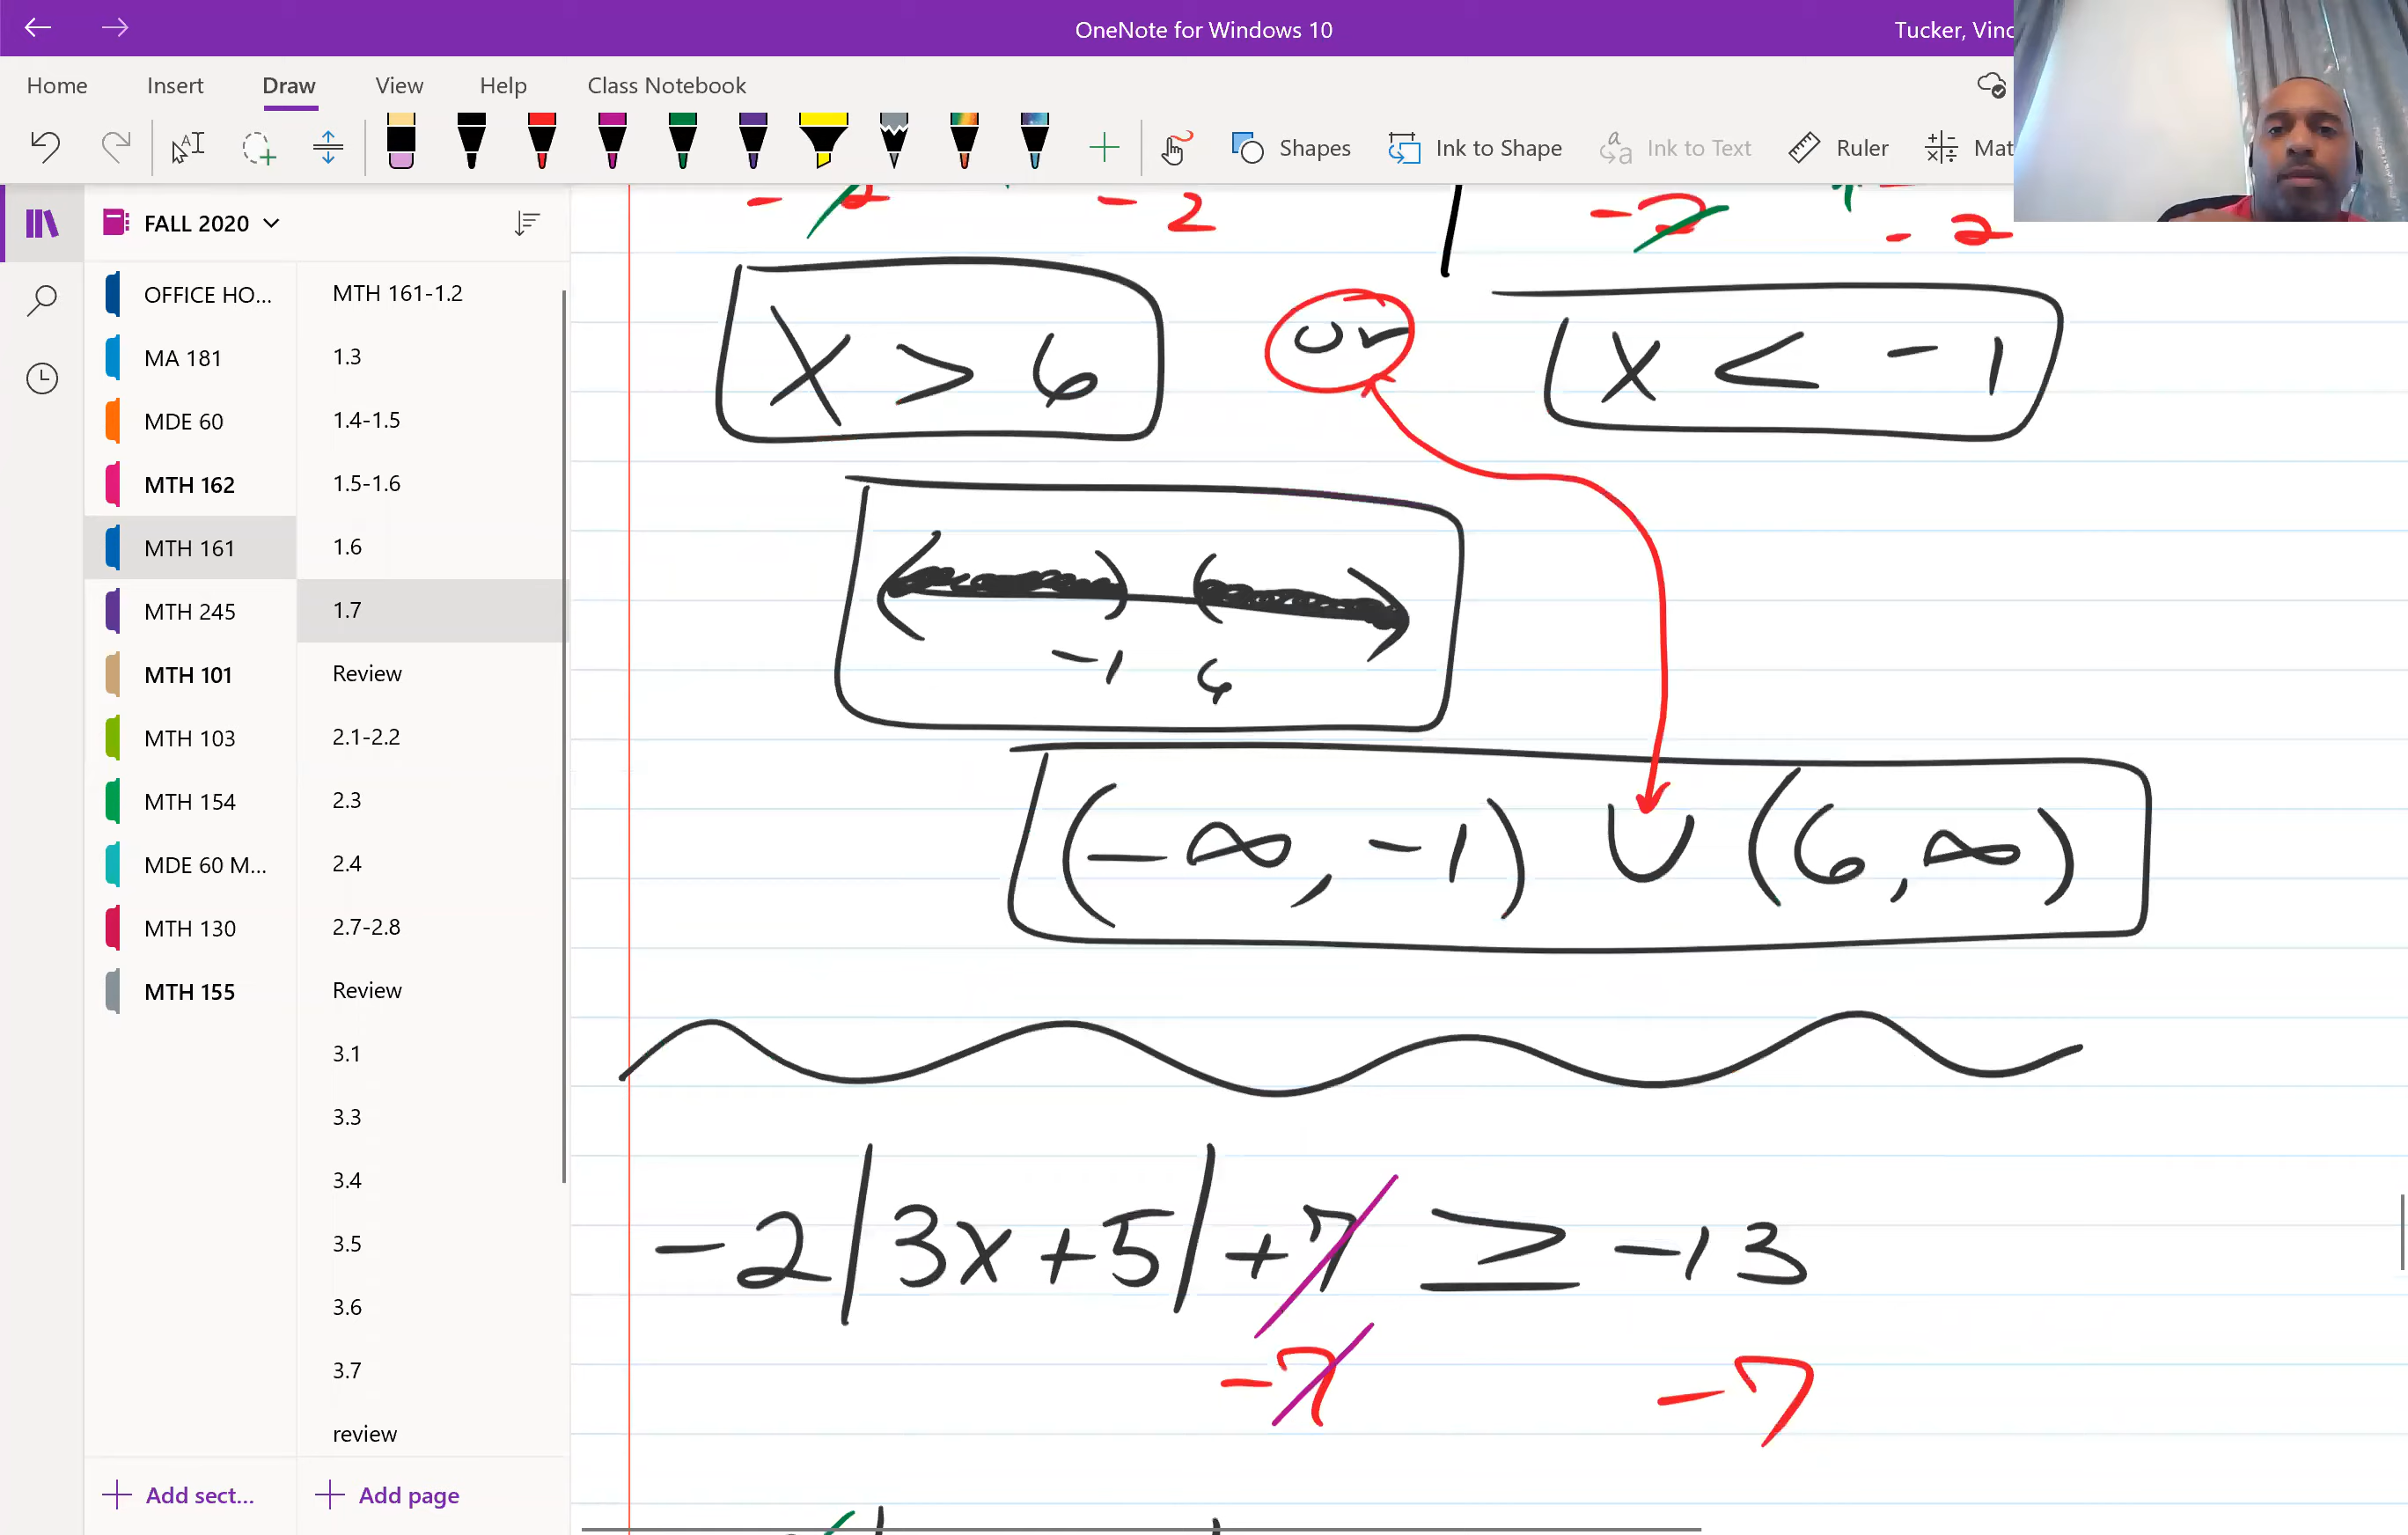 OneNote for Windows 10
Tucker, Vinc
Home Insert Draw View Help Class Notebook
Shapes Ink to Shape Ink to Text Ruler Mat
FALL 2020
OFFICE HO...
MA 181
MDE 60
MTH 162
MTH 161
MTH 245
MTH 101
MTH 103
MTH 154
MDE 60 M...
MTH 130
MTH 155
Add sect...
MTH 161-1.2
1.3
1.4-1.5
1.5-1.6
1.6
1.7
Review
2.1-2.2
2.3
2.4
2.7-2.8
Review
3.1
3.3
3.4
3.5
3.6
3.7
review
Add page
-2 -2 -2 -2
x > 6 or x < -1
-1 6
(-∞, -1) ∪ (6, ∞)
-2|3x+5|+7 ≥ -13
-7 -7